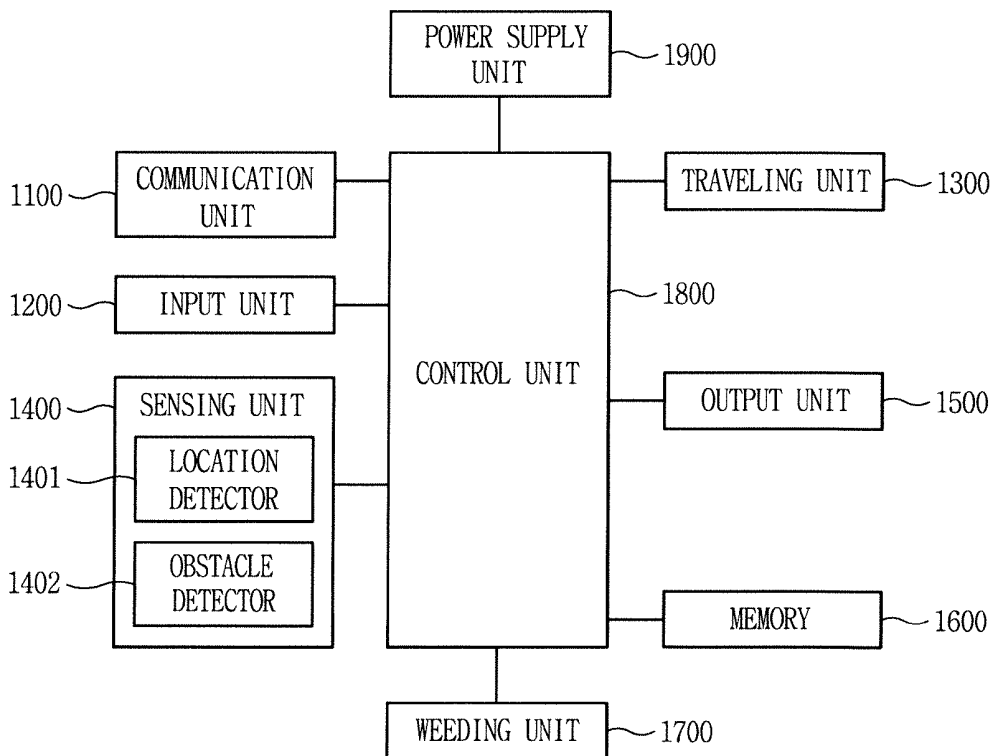 POWER SUPPLY
UNIT
1900
COMMUNICATION
UNIT
1100
TRAVELING UNIT
1300
INPUT UNIT
1200
1800
CONTROL UNIT
1400
SENSING UNIT
1401
LOCATION
DETECTOR
1402
OBSTACLE
DETECTOR
OUTPUT UNIT
1500
MEMORY
1600
WEEDING UNIT
1700